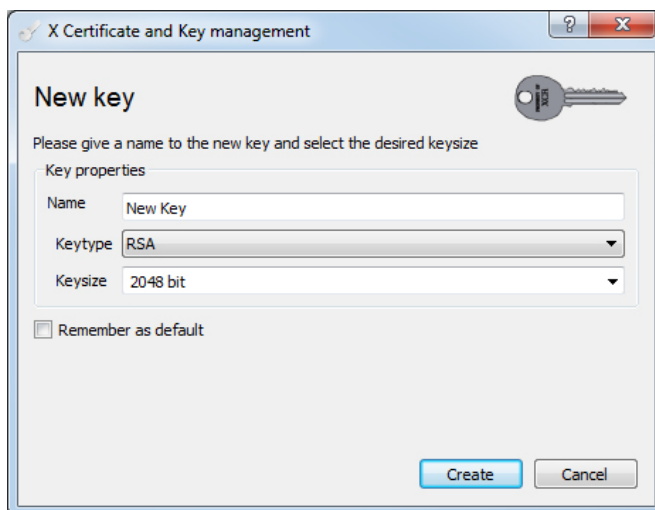 X Certificate and Key management
New key
Please give a name to the new key and select the desired keysize
Key properties
Name New Key
Keytype RSA
Keysize 2048 bit
Remember as default
Create Cancel